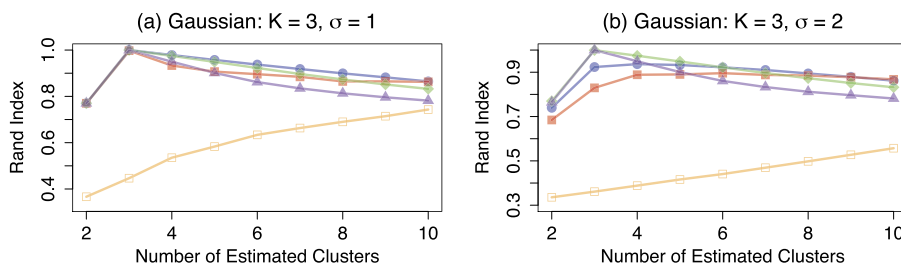 (a) Gaussian: K = 3, σ = 1
Rand Index
1.0
0.8
0.6
0.4
2 4 6 8 10
Number of Estimated Clusters
(b) Gaussian: K = 3, σ = 2
Rand Index
0.9
0.7
0.5
0.3
2 4 6 8 10
Number of Estimated Clusters